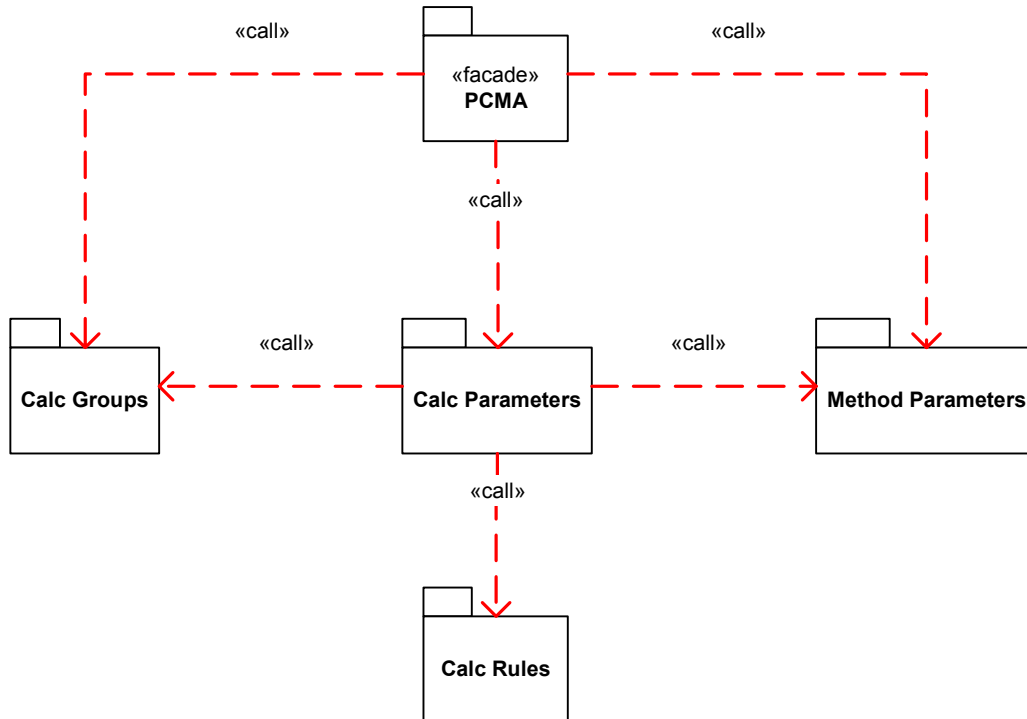 «call»
«call»
«facade»
PCMA
«call»
«call»
«call»
Calc Groups
Calc Parameters
Method Parameters
«call»
Calc Rules